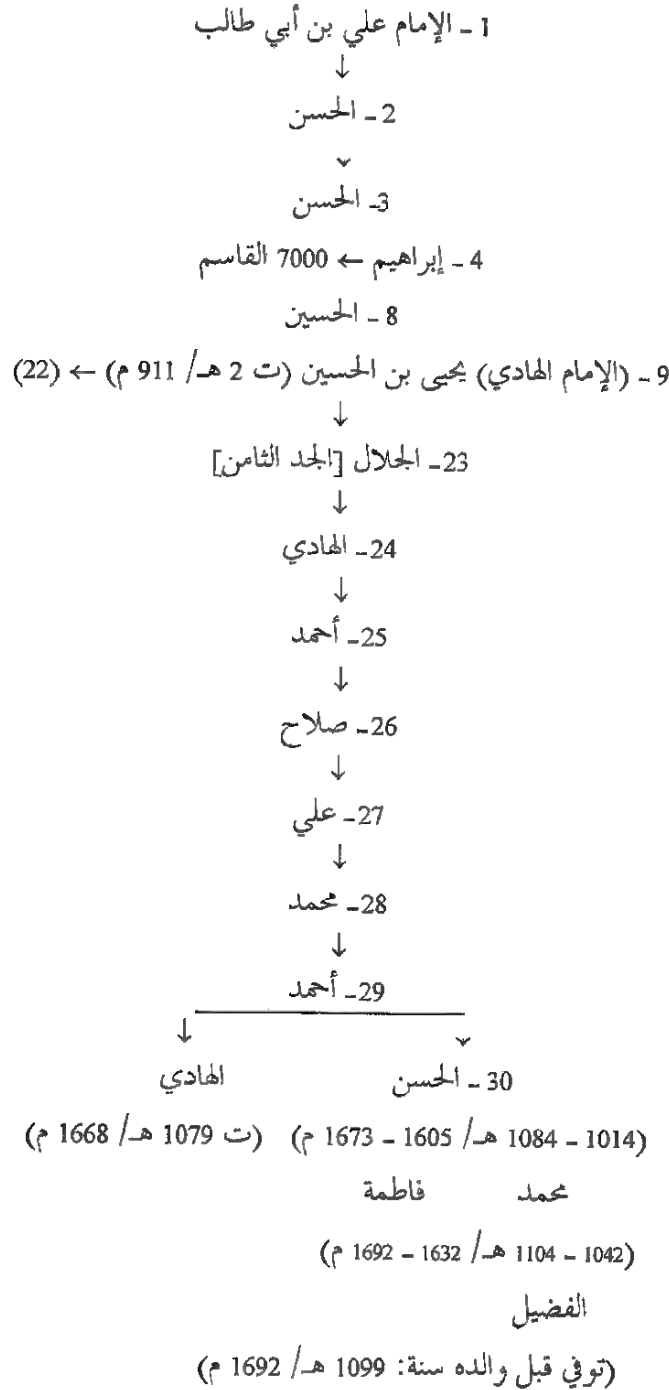 1 - الإمام علي بن أبي طالب
↓
2 - الحسن
↓
3 - الحسن
4 - إبراهيم ← 7000 القاسم
8 - الحسين
9 - (الإمام الهادي) يحيى بن الحسين (ت 2 هـ/ 911 م) ← (22)
↓
23 - الجلال [الجد الثامن]
↓
24 - الهادي
↓
25 - أحمد
↓
26 - صلاح
↓
27 - علي
↓
28 - محمد
↓
29 - أحمد
↓ ↓
30 - الحسن الهادي
(1014 - 1084 هـ/ 1605 - 1673 م) (ت 1079 هـ/ 1668 م)
محمد فاطمة
(1042 - 1104 هـ/ 1632 - 1692 م)
الفضيل
(توفي قبل والده سنة: 1099 هـ/ 1692 م)